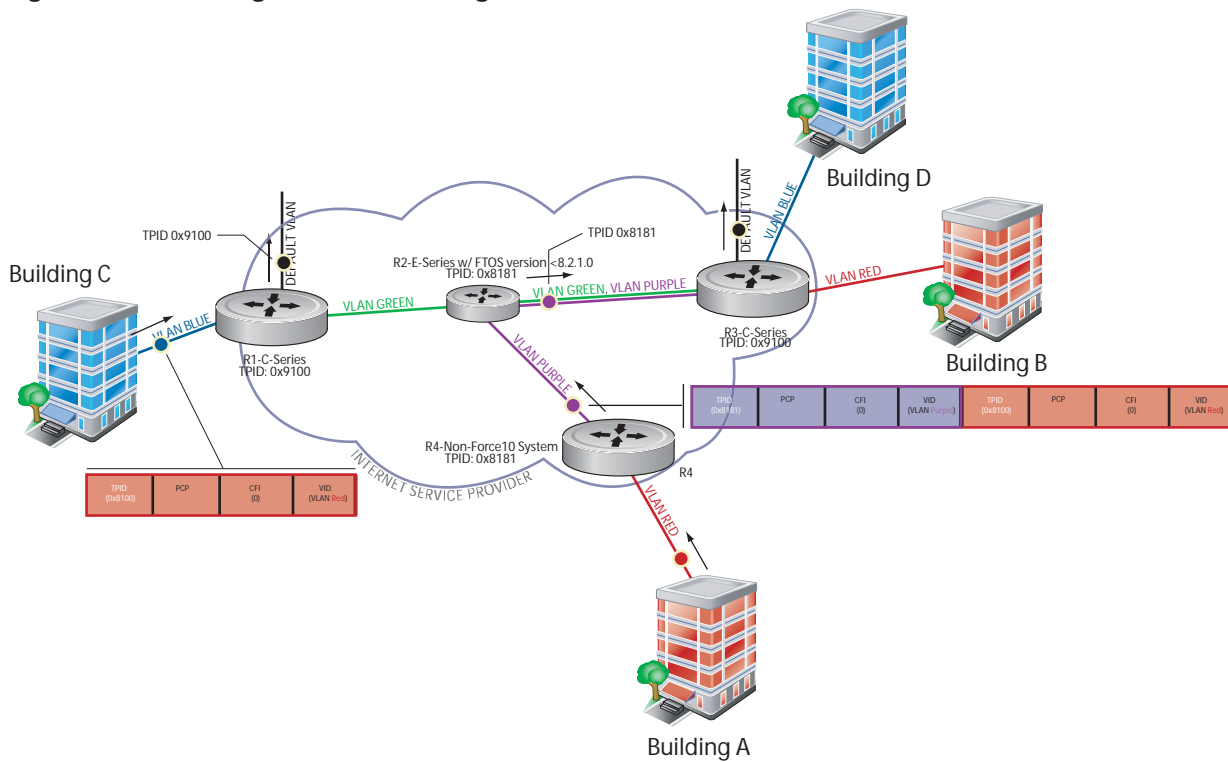 Building D
DEFAULT VLAN
DEFAULT VLAN
VLAN BLUE
TPID 0x9100
TPID 0x8181
Building C
R2-E-Series w/ FTOS version <8.2.1.0
TPID: 0x8181
VLAN GREEN
VLAN GREEN, VLAN PURPLE
VLAN RED
VLAN BLUE
R1-C-Series
TPID: 0x9100
R3-C-Series
TPID: 0x9100
Building B
VLAN PURPLE
TPID
(0x8181)
PCP
CFI
(0)
VID
(VLAN Purple)
TPID
(0x8100)
PCP
CFI
(0)
VID
(VLAN Red)
R4-Non-Force10 System
TPID: 0x8181
R4
INTERNET SERVICE PROVIDER
TPID
(0x8100)
PCP
CFI
(0)
VID
(VLAN Red)
VLAN RED
Building A